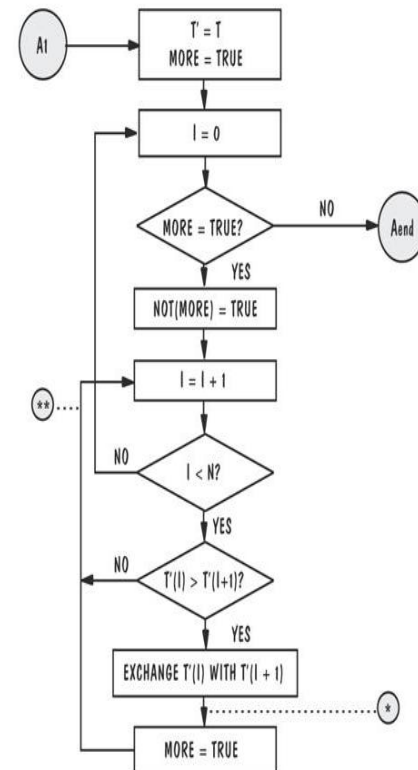 A1
T' = T
MORE = TRUE
I = 0
MORE = TRUE?
NO
Aend
YES
NOT(MORE) = TRUE
I = I + 1
**
NO
I < N?
YES
NO
T'(I) > T'(I+1)?
YES
EXCHANGE T'(I) WITH T'(I + 1)
*
MORE = TRUE